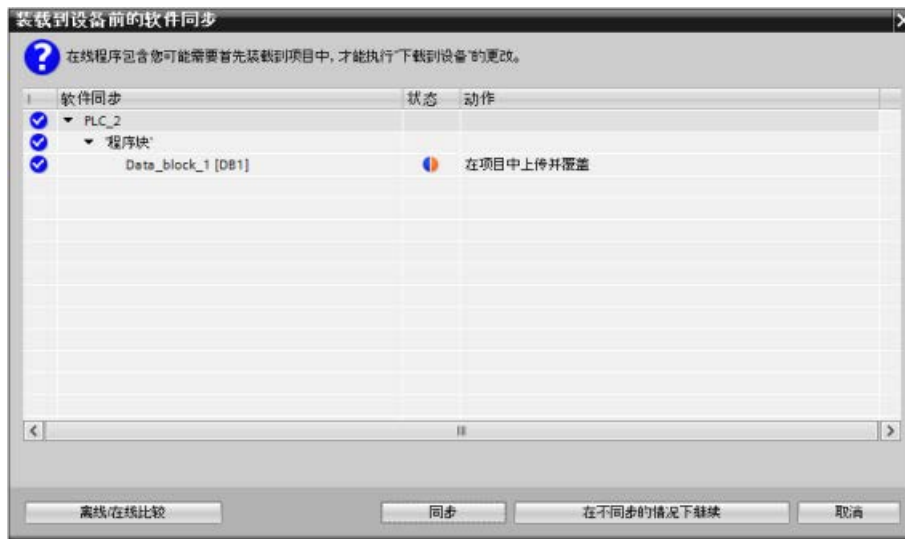 装载到设备前的软件同步
在线程序包含您可能需要首先装载到项目中，才能执行"下载到设备"的更改。
! 软件同步 状态 动作
PLC_2
'程序块'
Data_block_1 [DB1] 在项目中上传并覆盖
离线/在线比较 同步 在不同步的情况下继续 取消